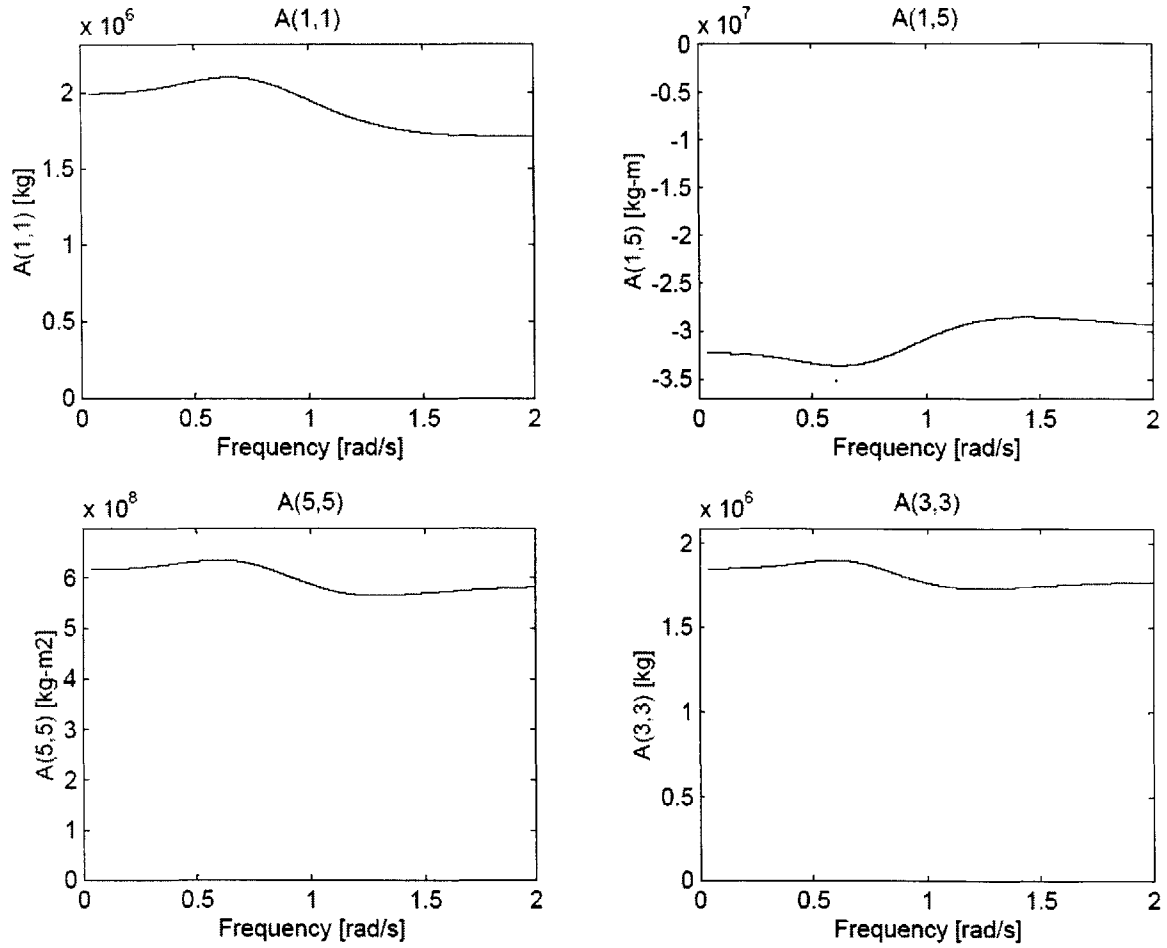 x 10^6
A(1,1)
2
1.5
1
0.5
0
A(1,1) [kg]
0 0.5 1 1.5 2
Frequency [rad/s]
x 10^7
A(1,5)
0
-0.5
-1
-1.5
-2
-2.5
-3
-3.5
A(1,5) [kg-m]
0 0.5 1 1.5 2
Frequency [rad/s]
x 10^8
A(5,5)
6
5
4
3
2
1
0
A(5,5) [kg-m2]
0 0.5 1 1.5 2
Frequency [rad/s]
x 10^6
A(3,3)
2
1.5
1
0.5
0
A(3,3) [kg]
0 0.5 1 1.5 2
Frequency [rad/s]